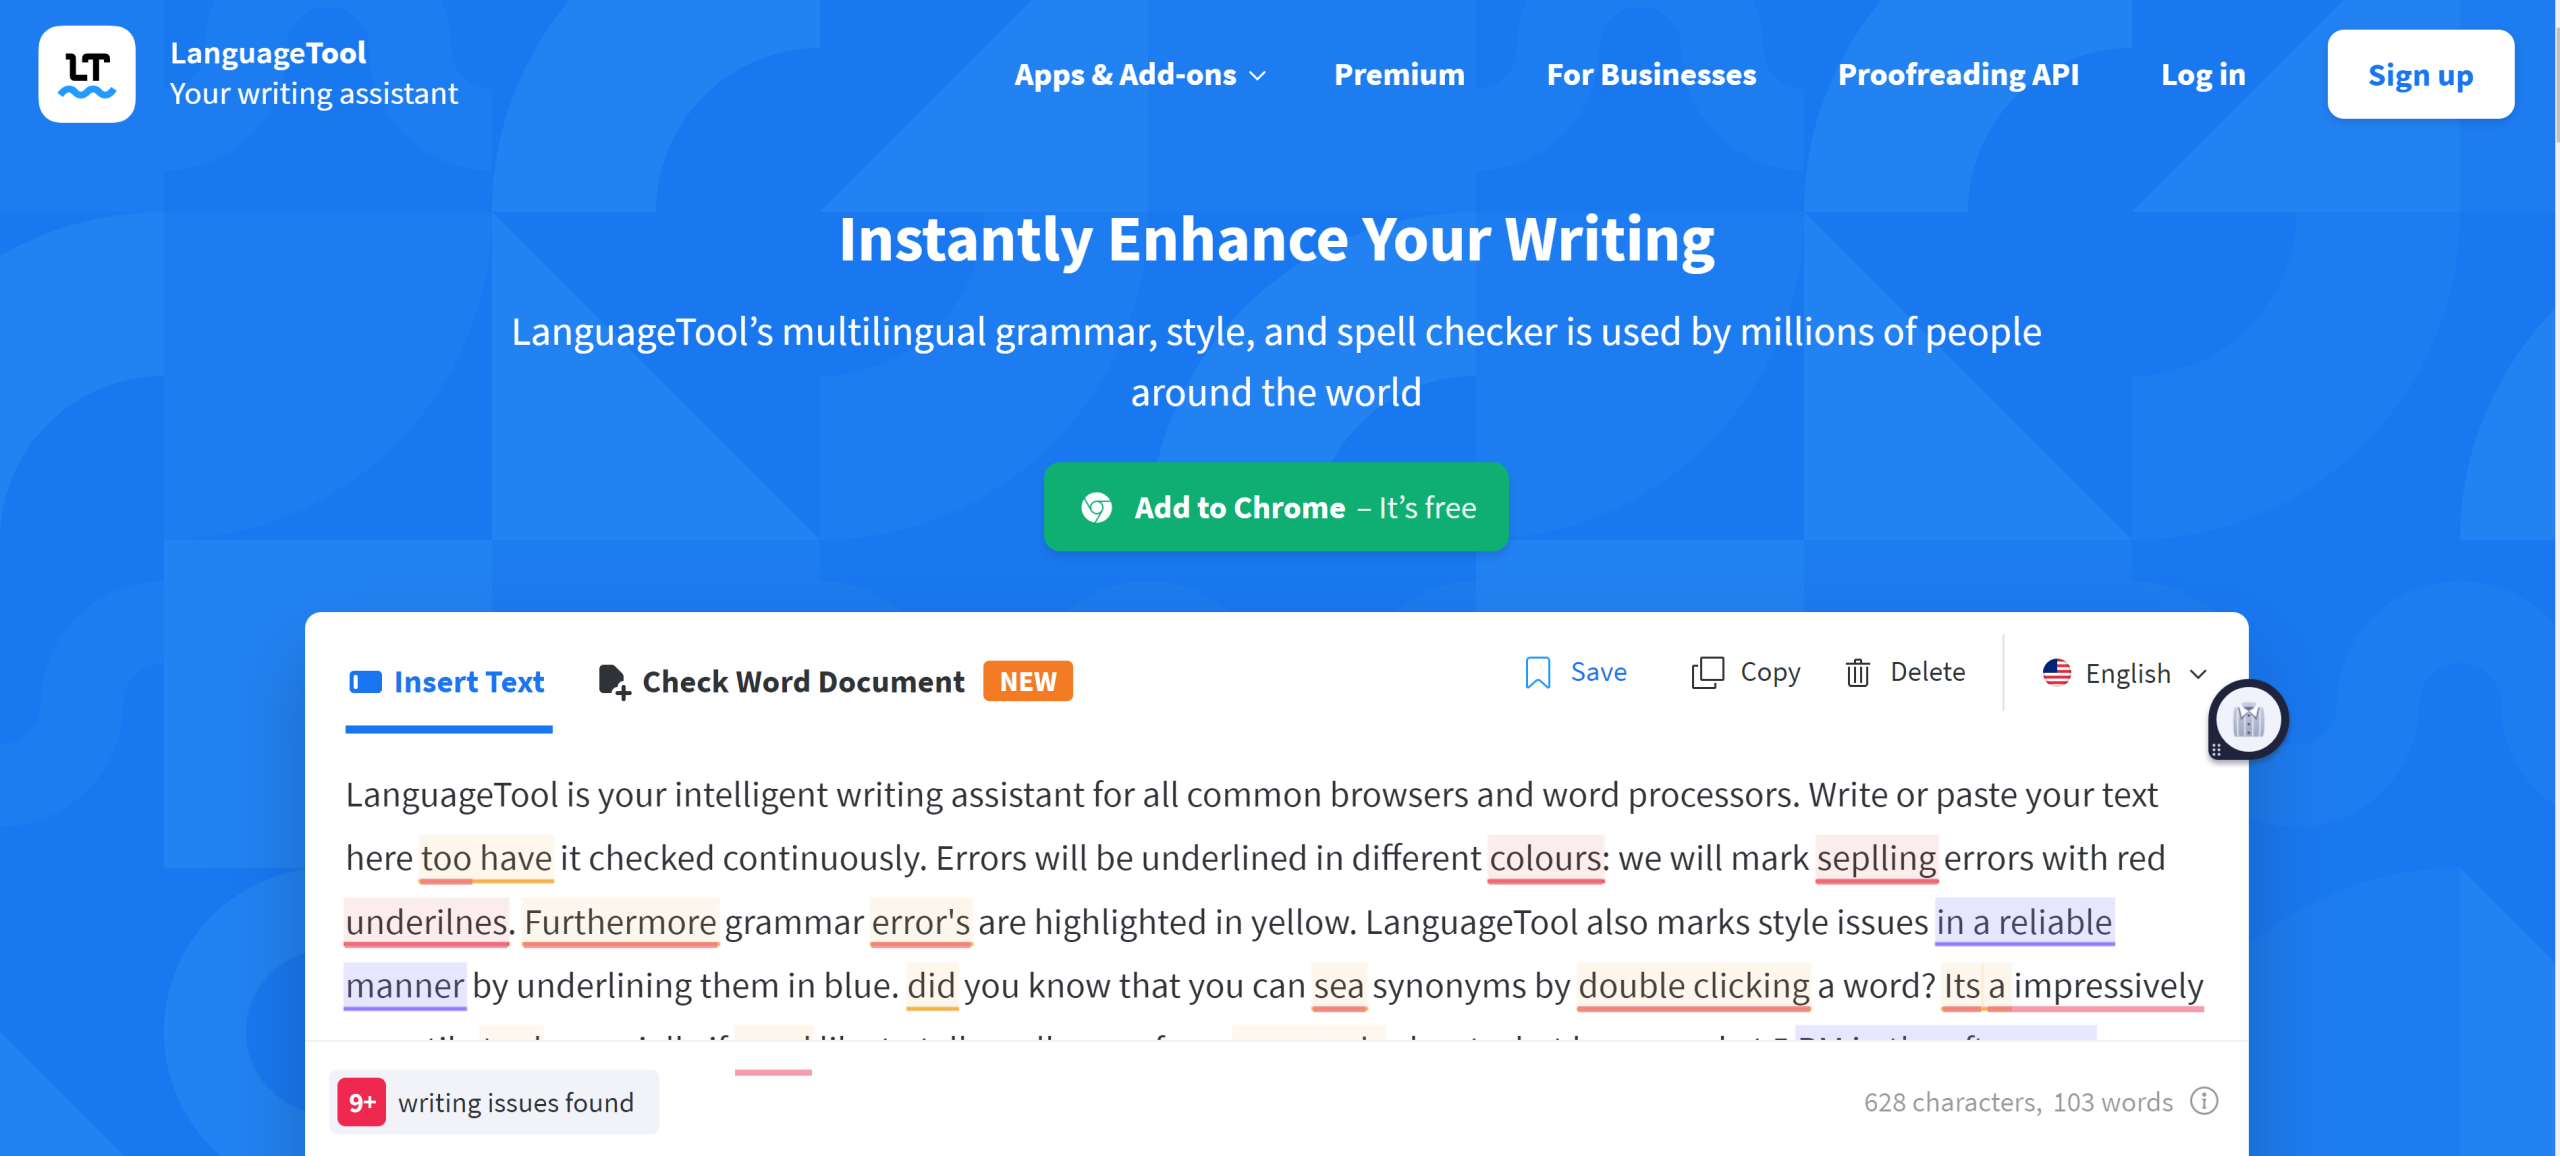 LT
LanguageTool
Your writing assistant
Apps & Add-ons
Premium
For Businesses
Proofreading API
Log in
Sign up
Instantly Enhance Your Writing
LanguageTool’s multilingual grammar, style, and spell checker is used by millions of people
around the world
Add to Chrome – It’s free
Insert Text
Check Word Document NEW
Save
Copy
Delete
English
LanguageTool is your intelligent writing assistant for all common browsers and word processors. Write or paste your text
here too have it checked continuously. Errors will be underlined in different colours: we will mark seplling errors with red
underilnes. Furthermore grammar error's are highlighted in yellow. LanguageTool also marks style issues in a reliable
manner by underlining them in blue. did you know that you can sea synonyms by double clicking a word? Its a impressively
9+ writing issues found
628 characters, 103 words